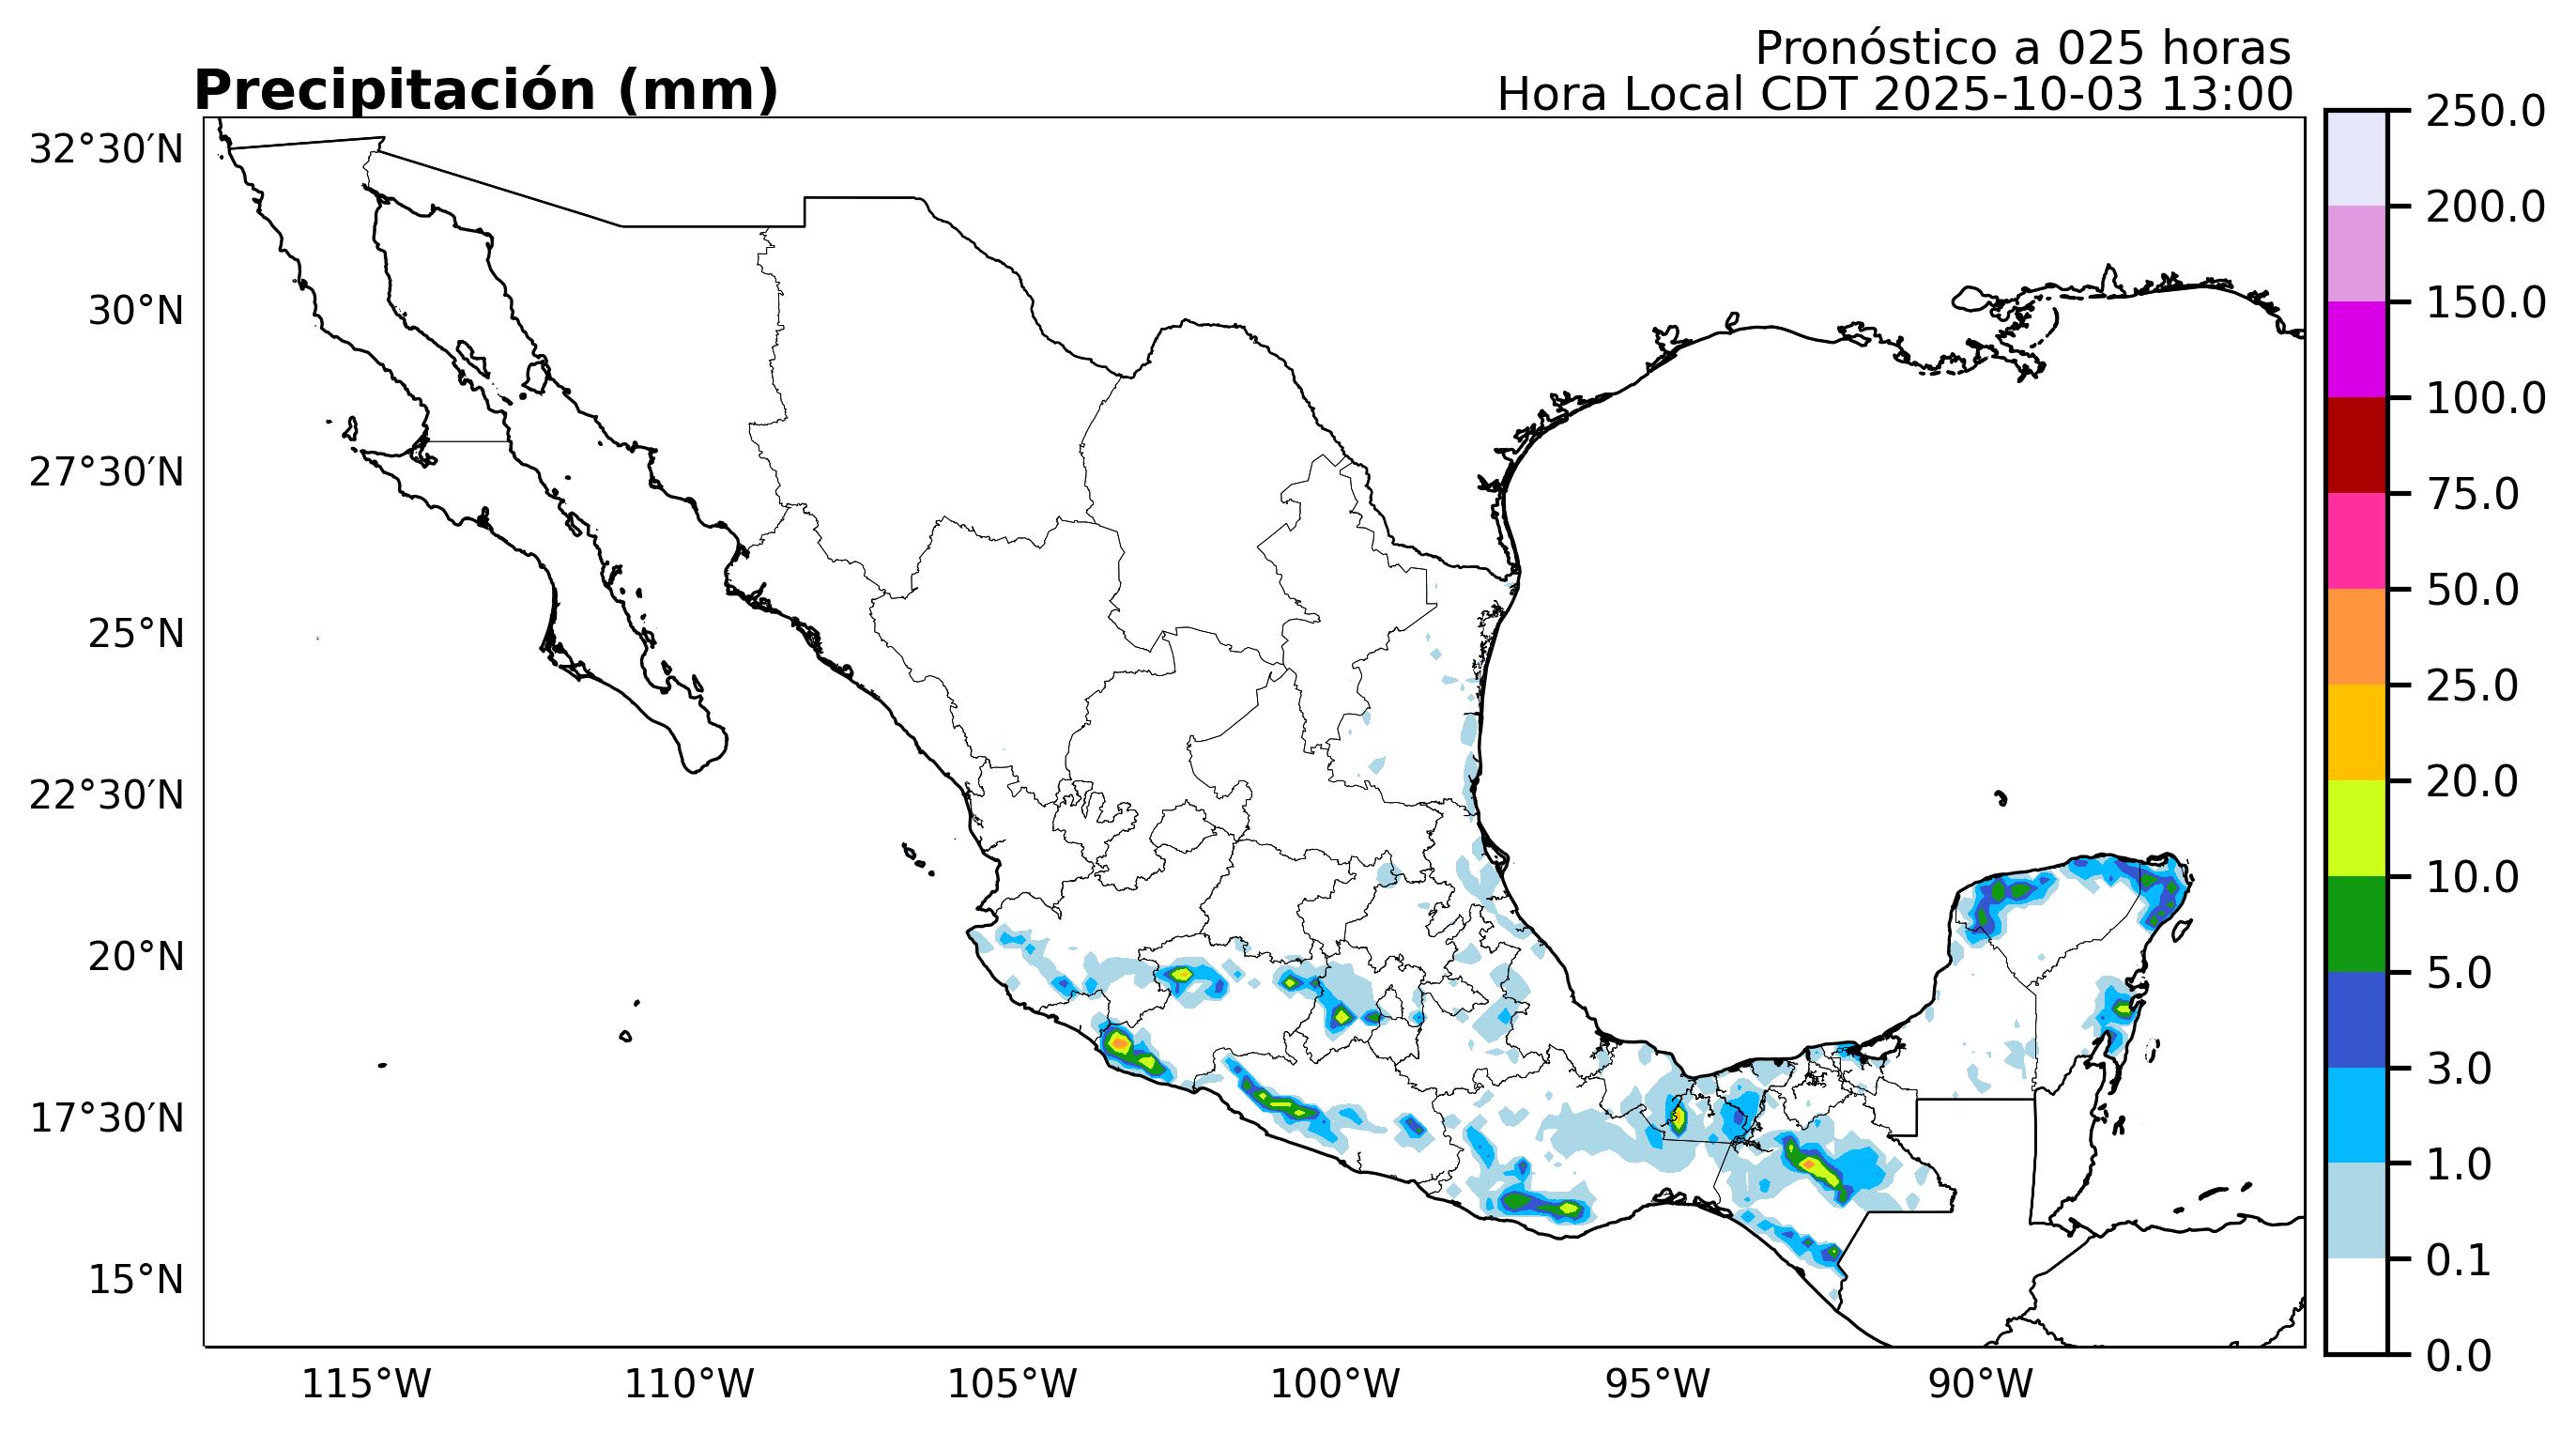 Pronóstico a 025 horas
Precipitación (mm)
Hora Local CDT 2025-10-03 13:00
32°30′N
30°N
27°30′N
25°N
22°30′N
20°N
17°30′N
15°N
115°W
110°W
105°W
100°W
95°W
90°W
250.0
200.0
150.0
100.0
75.0
50.0
25.0
20.0
10.0
5.0
3.0
1.0
0.1
0.0